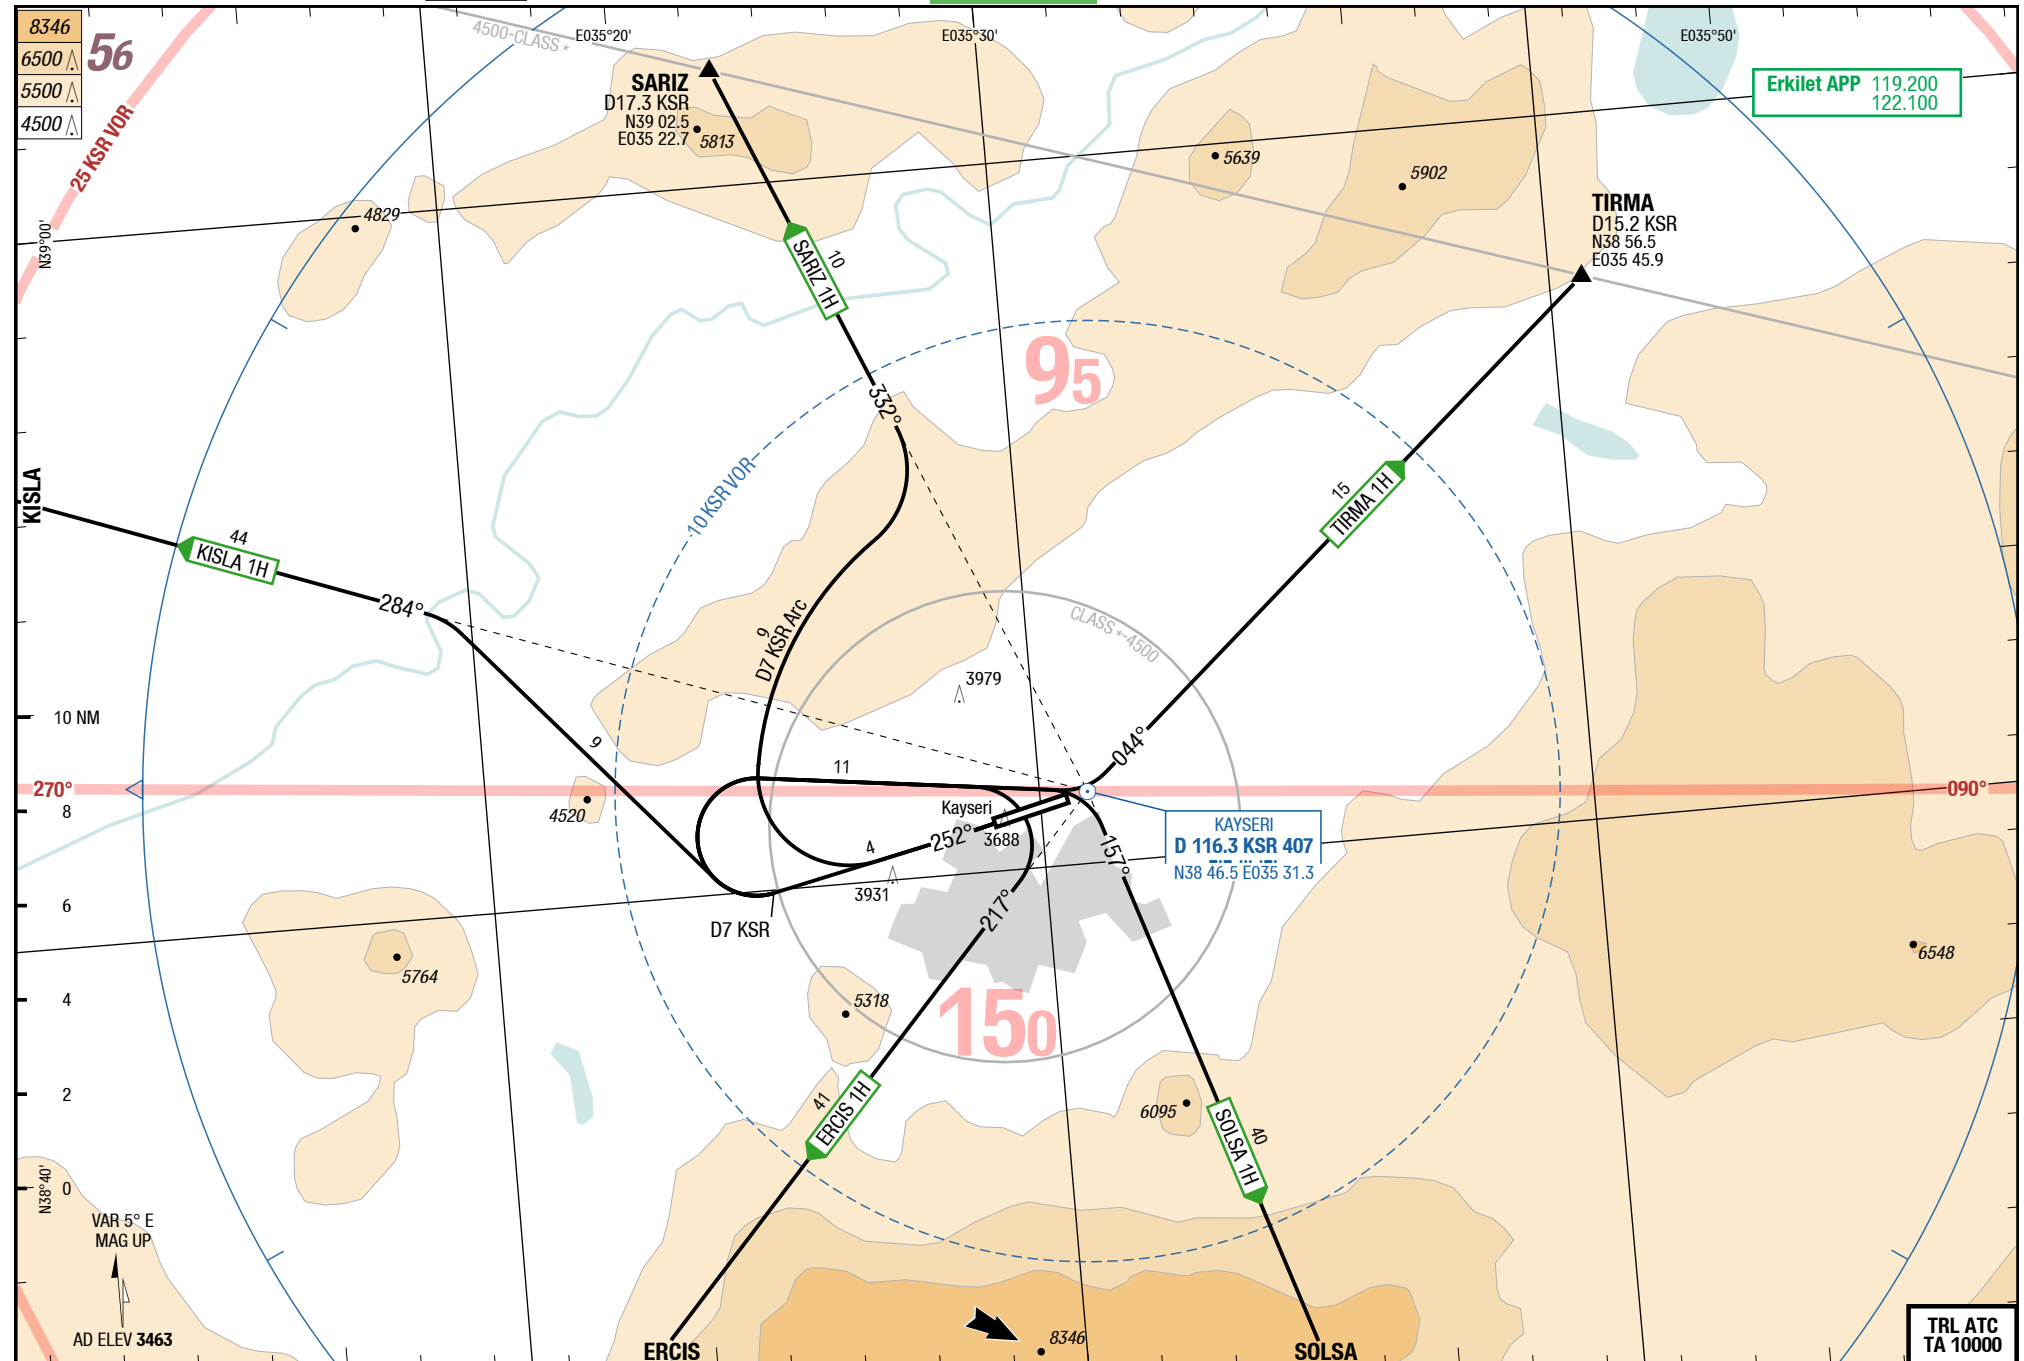 8346
6500
5500
4500
56
25 KSR VOR
4500-CLASS *
E035°20'
E035°30'
E035°50'
Erkilet APP 119.200
122.100
SARIZ
D17.3 KSR
N39 02.5
E035 22.7
5813
5639
5902
TIRMA
D15.2 KSR
N38 56.5
E035 45.9
4829
N39°00'
10
SARIZ 1H
332°
95
10 KSR VOR
KISLA
44
KISLA 1H
284°
15
TIRMA 1H
044°
9
D7 KSR Arc
CLASS *-4500
3979
10 NM
9
11
270°
090°
8
4520
Kayseri
3688
252°
4
3931
157°
KAYSERI
D 116.3 KSR 407
N38 46.5 E035 31.3
6
D7 KSR
217°
5764
6548
4
5318
150
2
41
ERCIS 1H
6095
SOLSA 1H
40
N38°40'
0
VAR 5° E
MAG UP
AD ELEV 3463
ERCIS
8346
SOLSA
TRL ATC
TA 10000